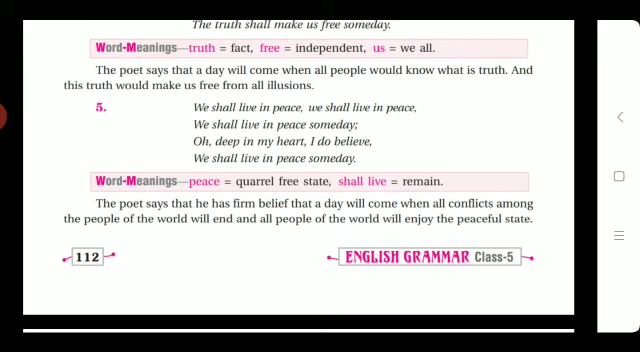 The truth shall make us free someday.
Word-Meanings—truth = fact, free = independent, us = we all.
The poet says that a day will come when all people would know what is truth. And
this truth would make us free from all illusions.
5. We shall live in peace, we shall live in peace,
We shall live in peace someday;
Oh, deep in my heart, I do believe,
We shall live in peace someday.
Word-Meanings—peace = quarrel free state, shall live = remain.
The poet says that he has firm belief that a day will come when all conflicts among
the people of the world will end and all people of the world will enjoy the peaceful state.
112
ENGLISH GRAMMAR Class-5